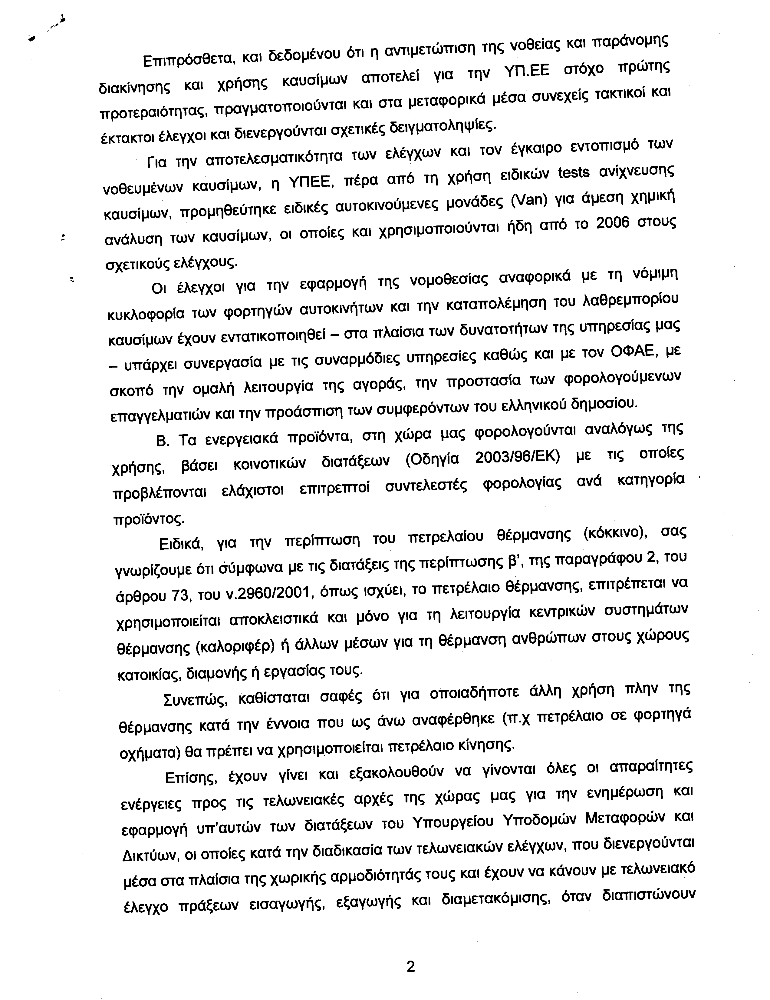 Επιπρόσθετα, και δεδομένου ότι η αντιμετώπιση της νοθείας και παράνομης
διακίνησης και χρήσης καυσίμων αποτελεί για την ΥΠ.ΕΕ στόχο πρώτης
προτεραιότητας, πραγματοποιούνται και στα μεταφορικά μέσα συνεχείς τακτικοί και
έκτακτοι έλεγχοι και διενεργούνται σχετικές δειγματοληψίες.
Για την αποτελεσματικότητα των ελέγχων και τον έγκαιρο εντοπισμό των
νοθευμένων καυσίμων, η ΥΠΕΕ, πέρα από τη χρήση ειδικών tests ανίχνευσης
καυσίμων, προμηθεύτηκε ειδικές αυτοκινούμενες μονάδες (Van) για άμεση χημική
ανάλυση των καυσίμων, οι οποίες και χρησιμοποιούνται ήδη από το 2006 στους
σχετικούς ελέγχους.
Οι έλεγχοι για την εφαρμογή της νομοθεσίας αναφορικά με τη νόμιμη
κυκλοφορία των φορτηγών αυτοκινήτων και την καταπολέμηση του λαθρεμπορίου
καυσίμων έχουν εντατικοποιηθεί – στα πλαίσια των δυνατοτήτων της υπηρεσίας μας
– υπάρχει συνεργασία με τις συναρμόδιες υπηρεσίες καθώς και με τον ΟΦΑΕ, με
σκοπό την ομαλή λειτουργία της αγοράς, την προστασία των φορολογούμενων
επαγγελματιών και την προάσπιση των συμφερόντων του ελληνικού δημοσίου.
Β. Τα ενεργειακά προϊόντα, στη χώρα μας φορολογούνται αναλόγως της
χρήσης, βάσει κοινοτικών διατάξεων (Οδηγία 2003/96/ΕΚ) με τις οποίες
προβλέπονται ελάχιστοι επιτρεπτοί συντελεστές φορολογίας ανά κατηγορία
προϊόντος.
Ειδικά, για την περίπτωση του πετρελαίου θέρμανσης (κόκκινο), σας
γνωρίζουμε ότι σύμφωνα με τις διατάξεις της περίπτωσης β', της παραγράφου 2, του
άρθρου 73, του ν.2960/2001, όπως ισχύει, το πετρέλαιο θέρμανσης, επιτρέπεται να
χρησιμοποιείται αποκλειστικά και μόνο για τη λειτουργία κεντρικών συστημάτων
θέρμανσης (καλοριφέρ) ή άλλων μέσων για τη θέρμανση ανθρώπων στους χώρους
κατοικίας, διαμονής ή εργασίας τους.
Συνεπώς, καθίσταται σαφές ότι για οποιαδήποτε άλλη χρήση πλην της
θέρμανσης κατά την έννοια που ως άνω αναφέρθηκε (π.χ πετρέλαιο σε φορτηγά
οχήματα) θα πρέπει να χρησιμοποιείται πετρέλαιο κίνησης.
Επίσης, έχουν γίνει και εξακολουθούν να γίνονται όλες οι απαραίτητες
ενέργειες προς τις τελωνειακές αρχές της χώρας μας για την ενημέρωση και
εφαρμογή υπ'αυτών των διατάξεων του Υπουργείου Υποδομών Μεταφορών και
Δικτύων, οι οποίες κατά την διαδικασία των τελωνειακών ελέγχων, που διενεργούνται
μέσα στα πλαίσια της χωρικής αρμοδιότητάς τους και έχουν να κάνουν με τελωνειακό
έλεγχο πράξεων εισαγωγής, εξαγωγής και διαμετακόμισης, όταν διαπιστώνουν
2